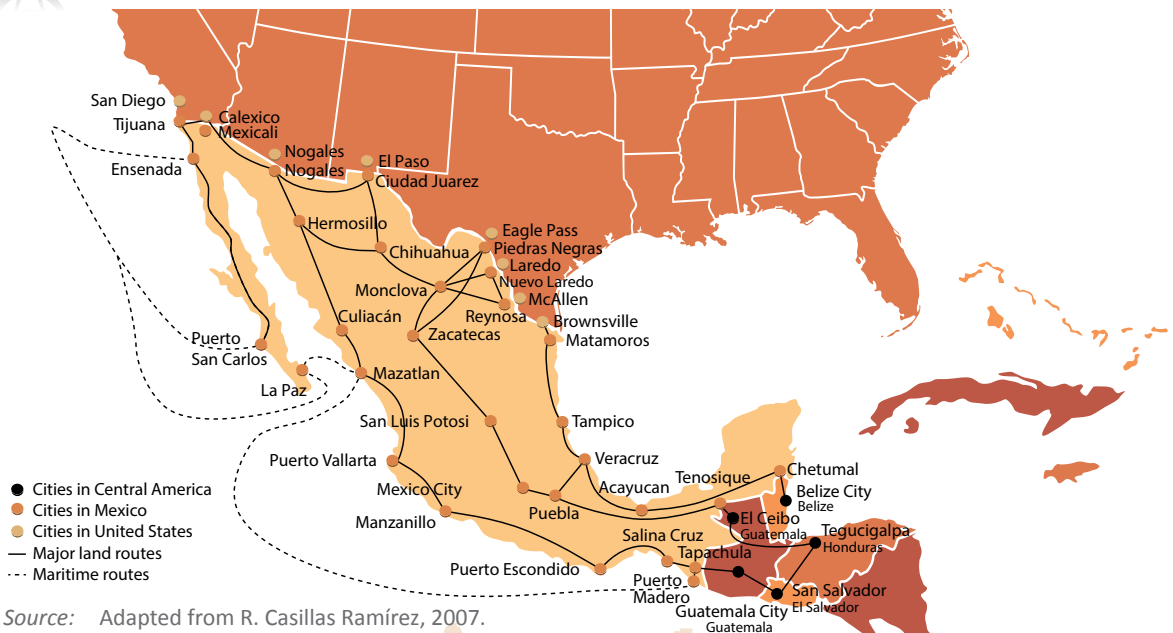 San Diego
Tijuana
Calexico
Mexicali
Ensenada
Nogales
Nogales
El Paso
Ciudad Juarez
Hermosillo
Chihuahua
Eagle Pass
Piedras Negras
Laredo
Nuevo Laredo
McAllen
Monclova
Reynosa
Brownsville
Matamoros
Culiacán
Zacatecas
Puerto
San Carlos
La Paz
Mazatlan
San Luis Potosi
Tampico
Puerto Vallarta
Veracruz
Mexico City
Acayucan
Tenosique
Chetumal
Belize City
Belize
Manzanillo
Puebla
El Ceibo
Guatemala
Tegucigalpa
Honduras
Salina Cruz
Tapachula
Puerto Escondido
Puerto
Madero
San Salvador
El Salvador
Guatemala City
Guatemala
Cities in Central America
Cities in Mexico
Cities in United States
Major land routes
Maritime routes
Source: Adapted from R. Casillas Ramírez, 2007.